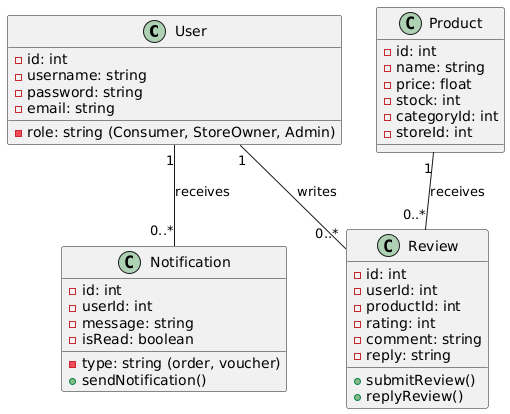 C User
id: int
username: string
password: string
email: string
role: string (Consumer, StoreOwner, Admin)
C Product
id: int
name: string
price: float
stock: int
categoryId: int
storeId: int
1
receives
0..*
1
writes
0..*
1
receives
0..*
C Notification
id: int
userId: int
message: string
isRead: boolean
type: string (order, voucher)
sendNotification()
C Review
id: int
userId: int
productId: int
rating: int
comment: string
reply: string
submitReview()
replyReview()